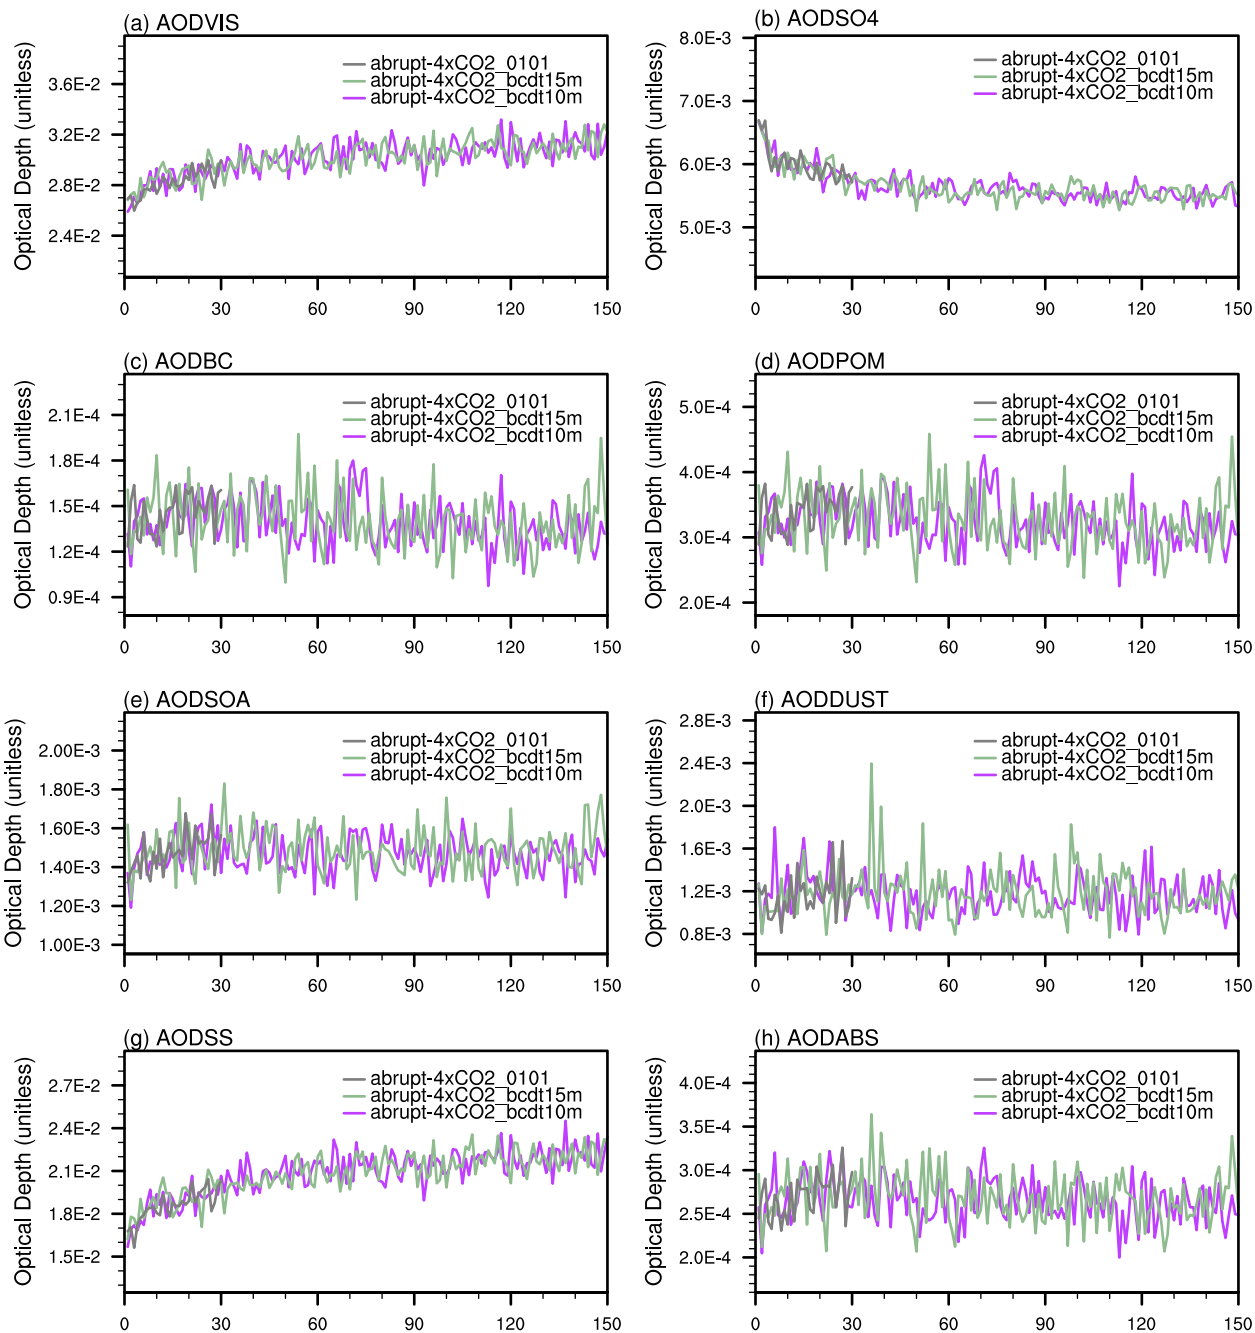 (a) AODVIS
Optical Depth (unitless)
3.6E-2
3.2E-2
2.8E-2
2.4E-2
abrupt-4xCO2_0101
abrupt-4xCO2_bcdt15m
abrupt-4xCO2_bcdt10m
0 30 60 90 120 150
(b) AODSO4
Optical Depth (unitless)
8.0E-3
7.0E-3
6.0E-3
5.0E-3
abrupt-4xCO2_0101
abrupt-4xCO2_bcdt15m
abrupt-4xCO2_bcdt10m
0 30 60 90 120 150
(c) AODBC
Optical Depth (unitless)
2.1E-4
1.8E-4
1.5E-4
1.2E-4
0.9E-4
abrupt-4xCO2_0101
abrupt-4xCO2_bcdt15m
abrupt-4xCO2_bcdt10m
0 30 60 90 120 150
(d) AODPOM
Optical Depth (unitless)
5.0E-4
4.0E-4
3.0E-4
2.0E-4
abrupt-4xCO2_0101
abrupt-4xCO2_bcdt15m
abrupt-4xCO2_bcdt10m
0 30 60 90 120 150
(e) AODSOA
Optical Depth (unitless)
2.00E-3
1.80E-3
1.60E-3
1.40E-3
1.20E-3
1.00E-3
abrupt-4xCO2_0101
abrupt-4xCO2_bcdt15m
abrupt-4xCO2_bcdt10m
0 30 60 90 120 150
(f) AODDUST
Optical Depth (unitless)
2.8E-3
2.4E-3
2.0E-3
1.6E-3
1.2E-3
0.8E-3
abrupt-4xCO2_0101
abrupt-4xCO2_bcdt15m
abrupt-4xCO2_bcdt10m
0 30 60 90 120 150
(g) AODSS
Optical Depth (unitless)
2.7E-2
2.4E-2
2.1E-2
1.8E-2
1.5E-2
abrupt-4xCO2_0101
abrupt-4xCO2_bcdt15m
abrupt-4xCO2_bcdt10m
0 30 60 90 120 150
(h) AODABS
Optical Depth (unitless)
4.0E-4
3.5E-4
3.0E-4
2.5E-4
2.0E-4
abrupt-4xCO2_0101
abrupt-4xCO2_bcdt15m
abrupt-4xCO2_bcdt10m
0 30 60 90 120 150